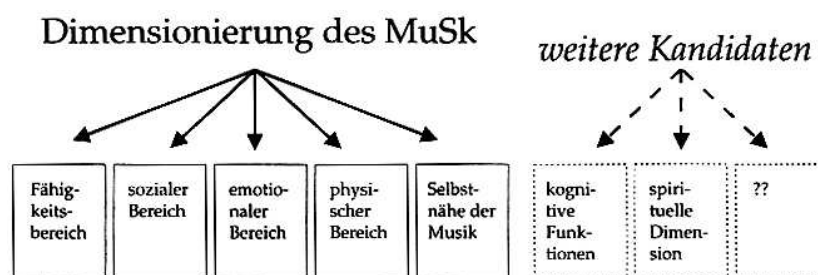 Dimensionierung des MuSk
weitere Kandidaten
Fähig-
keits-
bereich
sozialer
Bereich
emotio-
naler
Bereich
physi-
scher
Bereich
Selbst-
nähe der
Musik
kogni-
tive
Funk-
tionen
spiri-
tuelle
Dimen-
sion
??